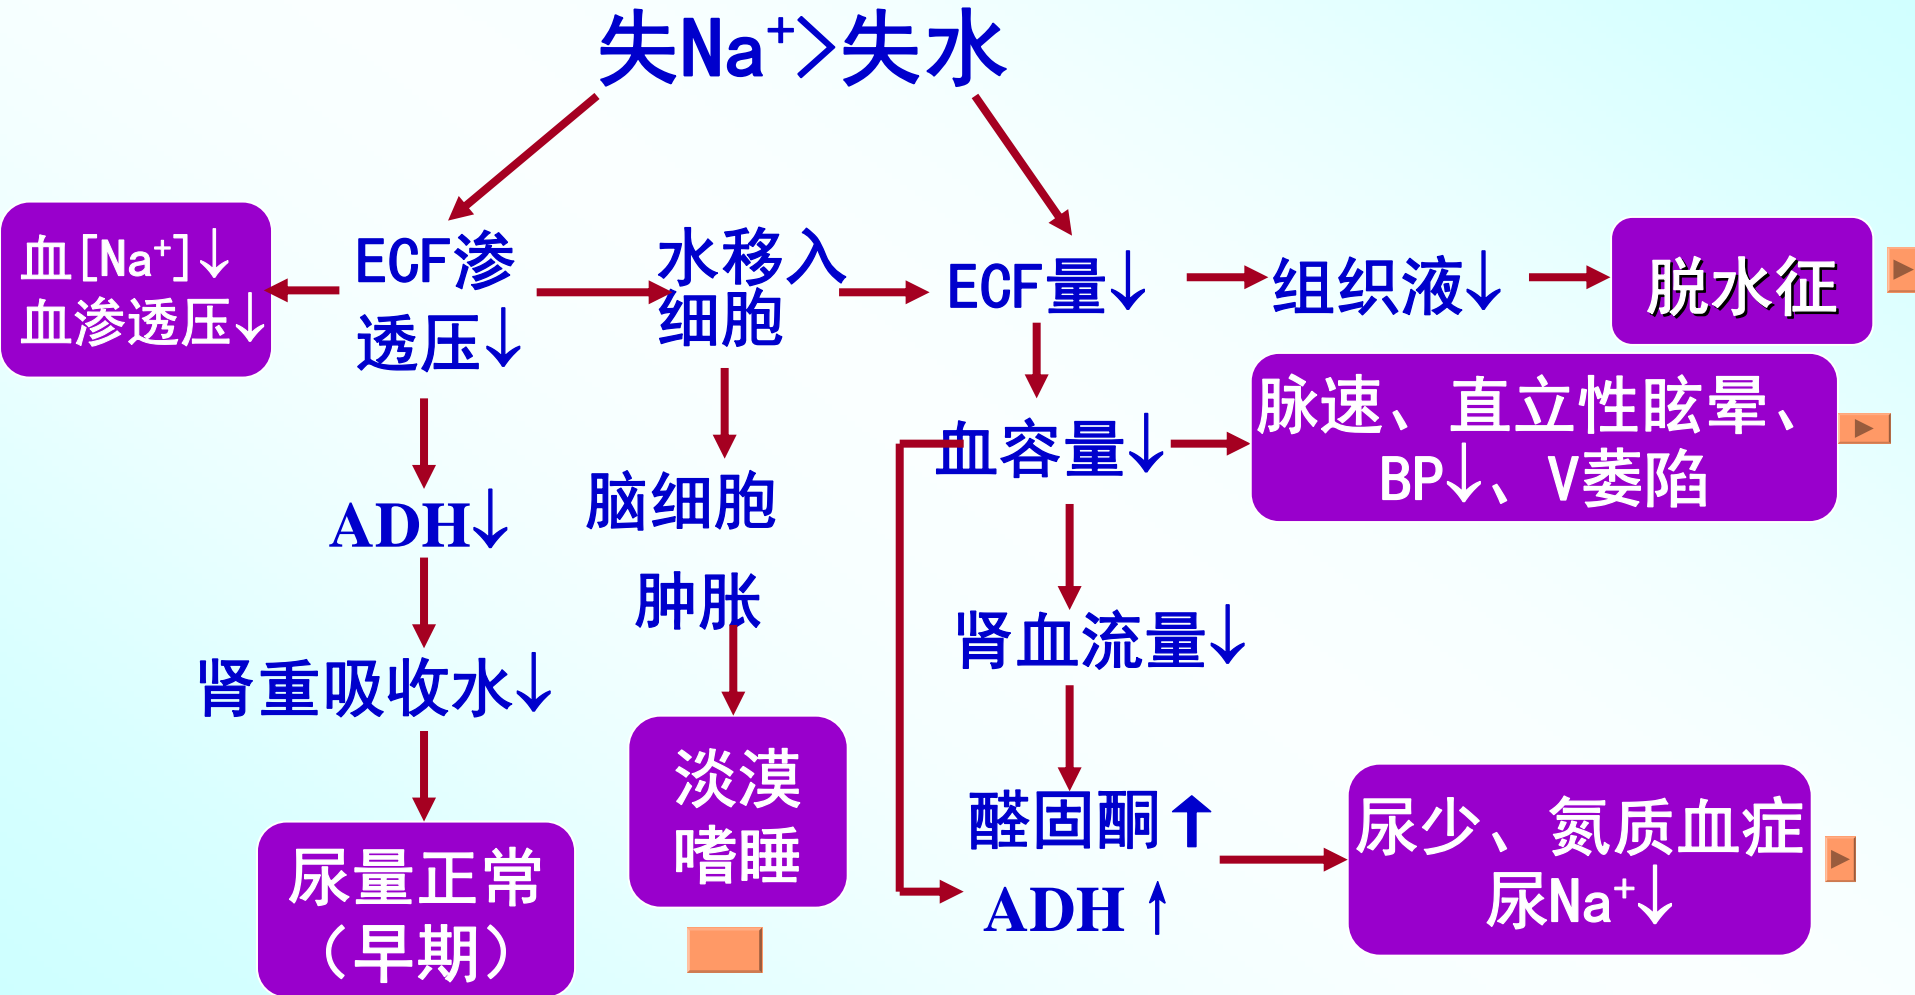 失Na⁺>失水
血[Na⁺]↓
血渗透压↓
ECF渗
透压↓
水移入
细胞
ECF量↓
组织液↓
脱水征
脉速、直立性眩晕、
BP↓、V萎陷
血容量↓
ADH↓
脑细胞
肿胀
肾血流量↓
肾重吸收水↓
淡漠
嗜睡
醛固酮↑
ADH ↑
尿少、氮质血症
尿Na⁺↓
尿量正常
（早期）